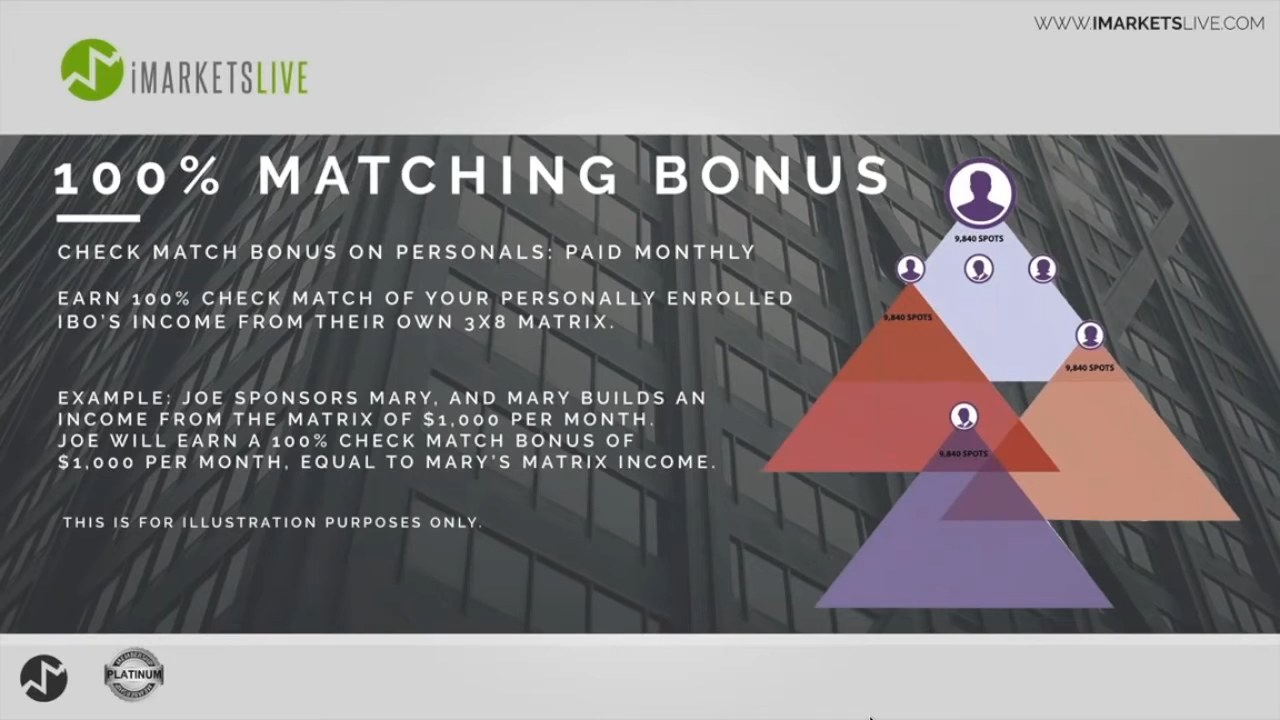 WWW.IMARKETSLIVE.COM
iMARKETSLIVE
100% MATCHING BONUS
CHECK MATCH BONUS ON PERSONALS: PAID MONTHLY
EARN 100% CHECK MATCH OF YOUR PERSONALLY ENROLLED
IBO'S INCOME FROM THEIR OWN 3X8 MATRIX.
EXAMPLE: JOE SPONSORS MARY, AND MARY BUILDS AN
INCOME FROM THE MATRIX OF $1,000 PER MONTH.
JOE WILL EARN A 100% CHECK MATCH BONUS OF
$1,000 PER MONTH, EQUAL TO MARY'S MATRIX INCOME.
THIS IS FOR ILLUSTRATION PURPOSES ONLY.
9,840 SPOTS
9,840 SPOTS
9,840 SPOTS
9,840 SPOTS
MEMBERSHIP
PLATINUM